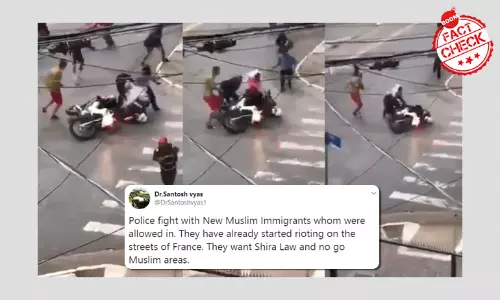 BOOM
FACT
CHECK
Dr.Santosh vyas
@DrSantoshvyas1
Police fight with New Muslim Immigrants whom were
allowed in. They have already started rioting on the
streets of France. They want Shira Law and no go
Muslim areas.